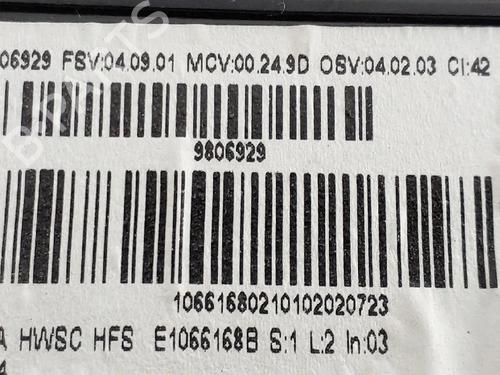 06929 FSV:04.09.01 MCV:00.24.9D OSV:04.02.03 CI:42
9806929
10661680210102020723
A HWSC HFS E1066168B S:1 L:2 In:03
B-PARTS